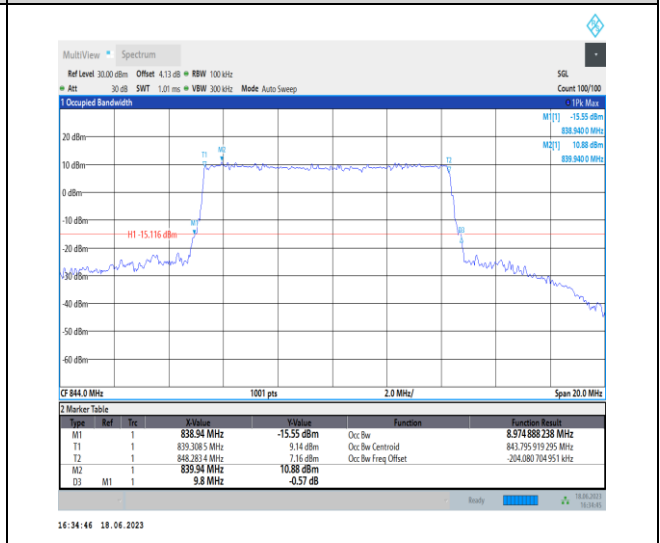 MultiView Spectrum
Ref Level 30.00 dBm Offset 4.13 dB RBW 100 kHz SGL
Att 30 dB SWT 1.01 ms VBW 300 kHz Mode Auto Sweep Count 100/100
1 Occupied Bandwidth 1Pk Max
M1[1] -15.55 dBm
838.940 0 MHz
M2[1] 10.88 dBm
839.940 0 MHz
20 dBm
T1 M2 T2
10 dBm
0 dBm
-10 dBm
M1
H1 -15.116 dBm
-20 dBm
-30 dBm
-40 dBm
-50 dBm
-60 dBm
CF 844.0 MHz 1001 pts 2.0 MHz/ Span 20.0 MHz
2 Marker Table
Type Ref Trc X-Value Y-Value Function Function Result
M1 1 838.94 MHz -15.55 dBm Occ Bw 8.974 888 238 MHz
T1 1 839.308 5 MHz 9.14 dBm Occ Bw Centroid 843.795 919 295 MHz
T2 1 848.283 4 MHz 7.16 dBm Occ Bw Freq Offset -204.080 704 951 kHz
M2 1 839.94 MHz 10.88 dBm
D3 M1 1 9.8 MHz -0.57 dB
Ready 18.06.2023
16:34:45
16:34:46 18.06.2023